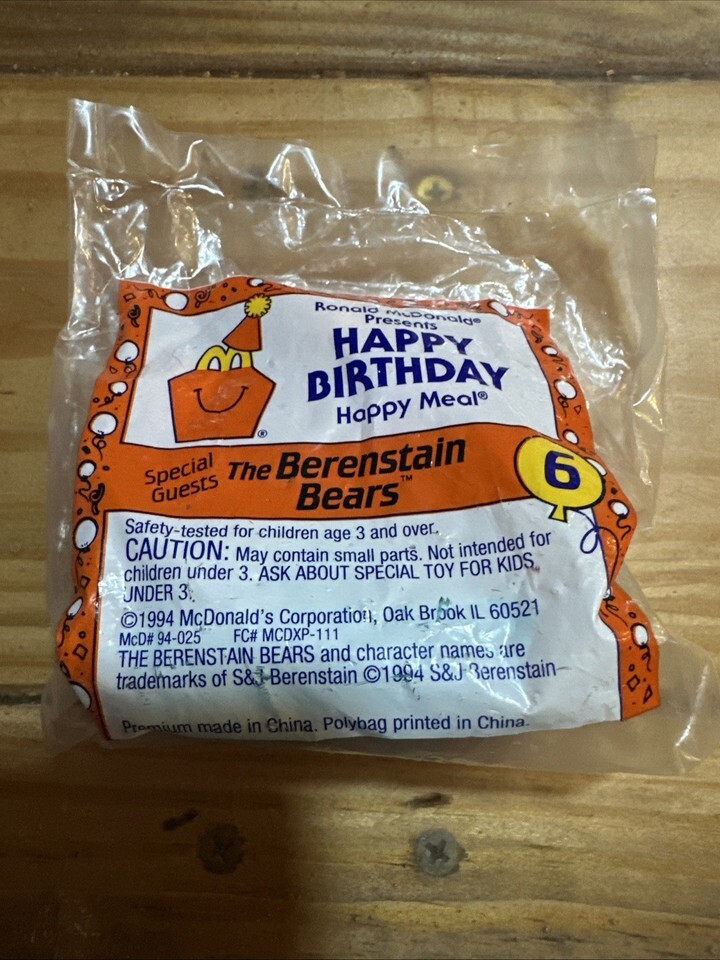 Ronald McDonald®
Presents
HAPPY
BIRTHDAY
Happy Meal®
®
Special
Guests
The Berenstain
Bears™
6
Safety-tested for children age 3 and over.
CAUTION: May contain small parts. Not intended for
children under 3. ASK ABOUT SPECIAL TOY FOR KIDS
UNDER 3.
©1994 McDonald's Corporation, Oak Brook IL 60521
McD# 94-025 FC# MCDXP-111
THE BERENSTAIN BEARS and character names are
trademarks of S&J Berenstain ©1994 S&J Berenstain
Premium made in China. Polybag printed in China.